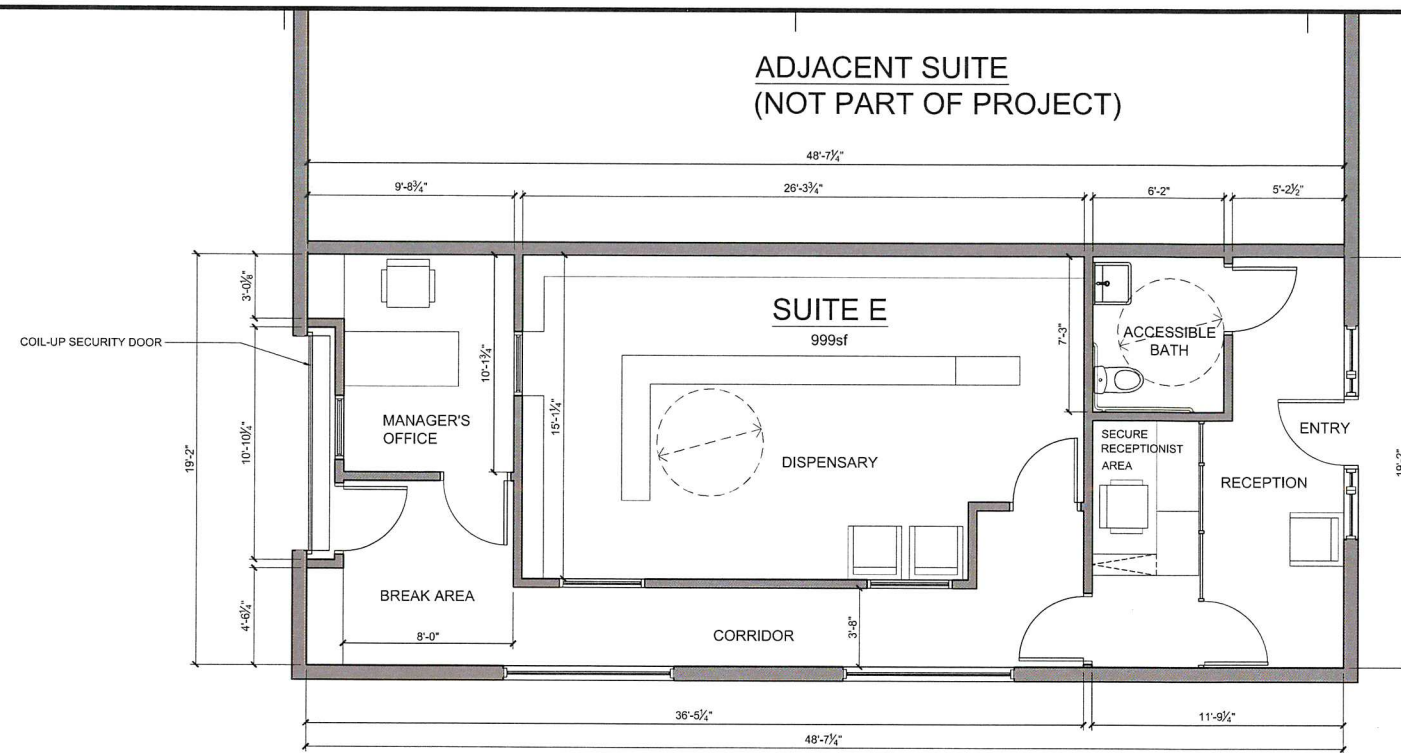 ADJACENT SUITE
(NOT PART OF PROJECT)
48'-7¼"
9'-8¾"
26'-3¾"
6'-2"
5'-2½"
3'-0⅛"
SUITE E
999sf
COIL-UP SECURITY DOOR
7'-3"
ACCESSIBLE
BATH
10'-1¾"
15'-1¼"
MANAGER'S
OFFICE
ENTRY
SECURE
RECEPTIONIST
AREA
19'-2"
10'-10¼"
DISPENSARY
19'-2"
RECEPTION
BREAK AREA
4'-6¼"
8'-0"
CORRIDOR
3'-8"
36'-5¼"
11'-9¼"
48'-7¼"